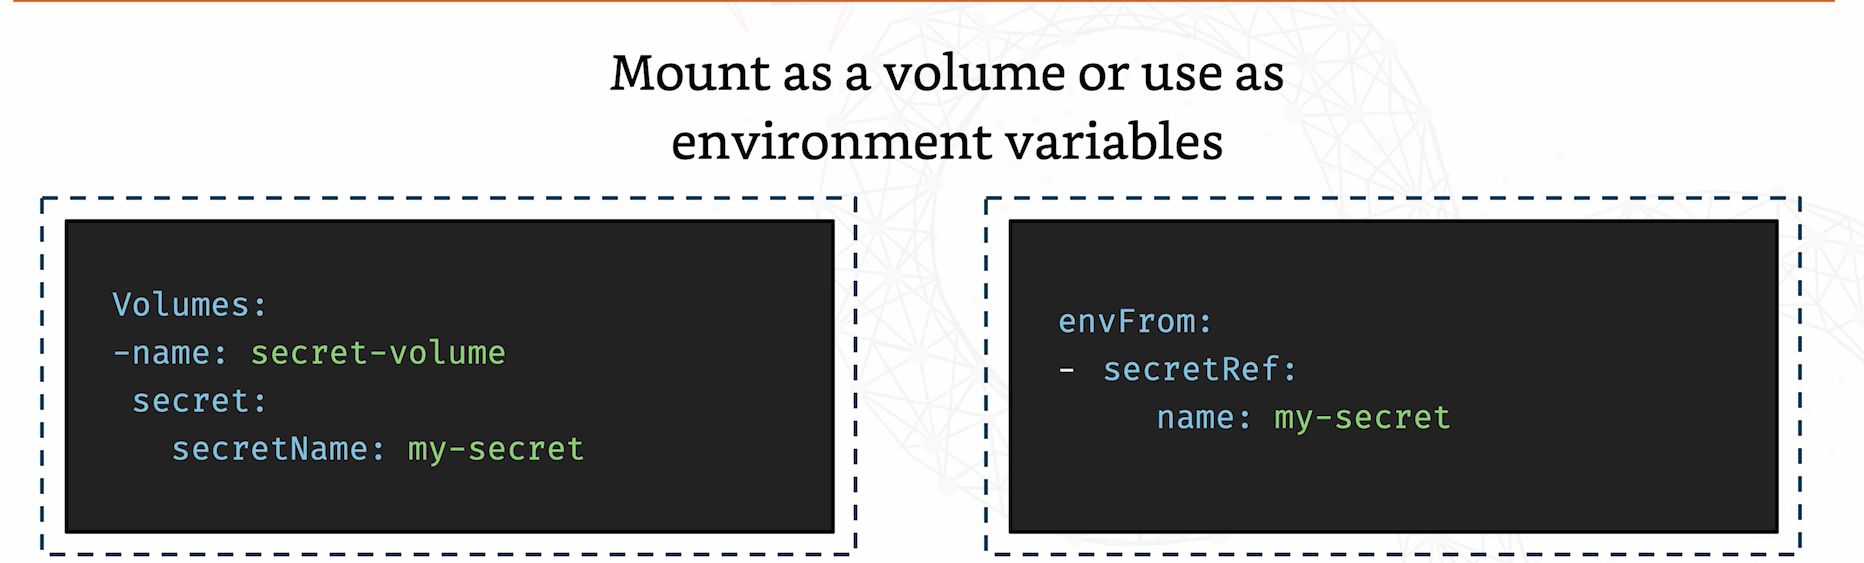 Mount as a volume or use as
environment variables
Volumes:
-name: secret-volume
secret:
secretName: my-secret
envFrom:
- secretRef:
name: my-secret